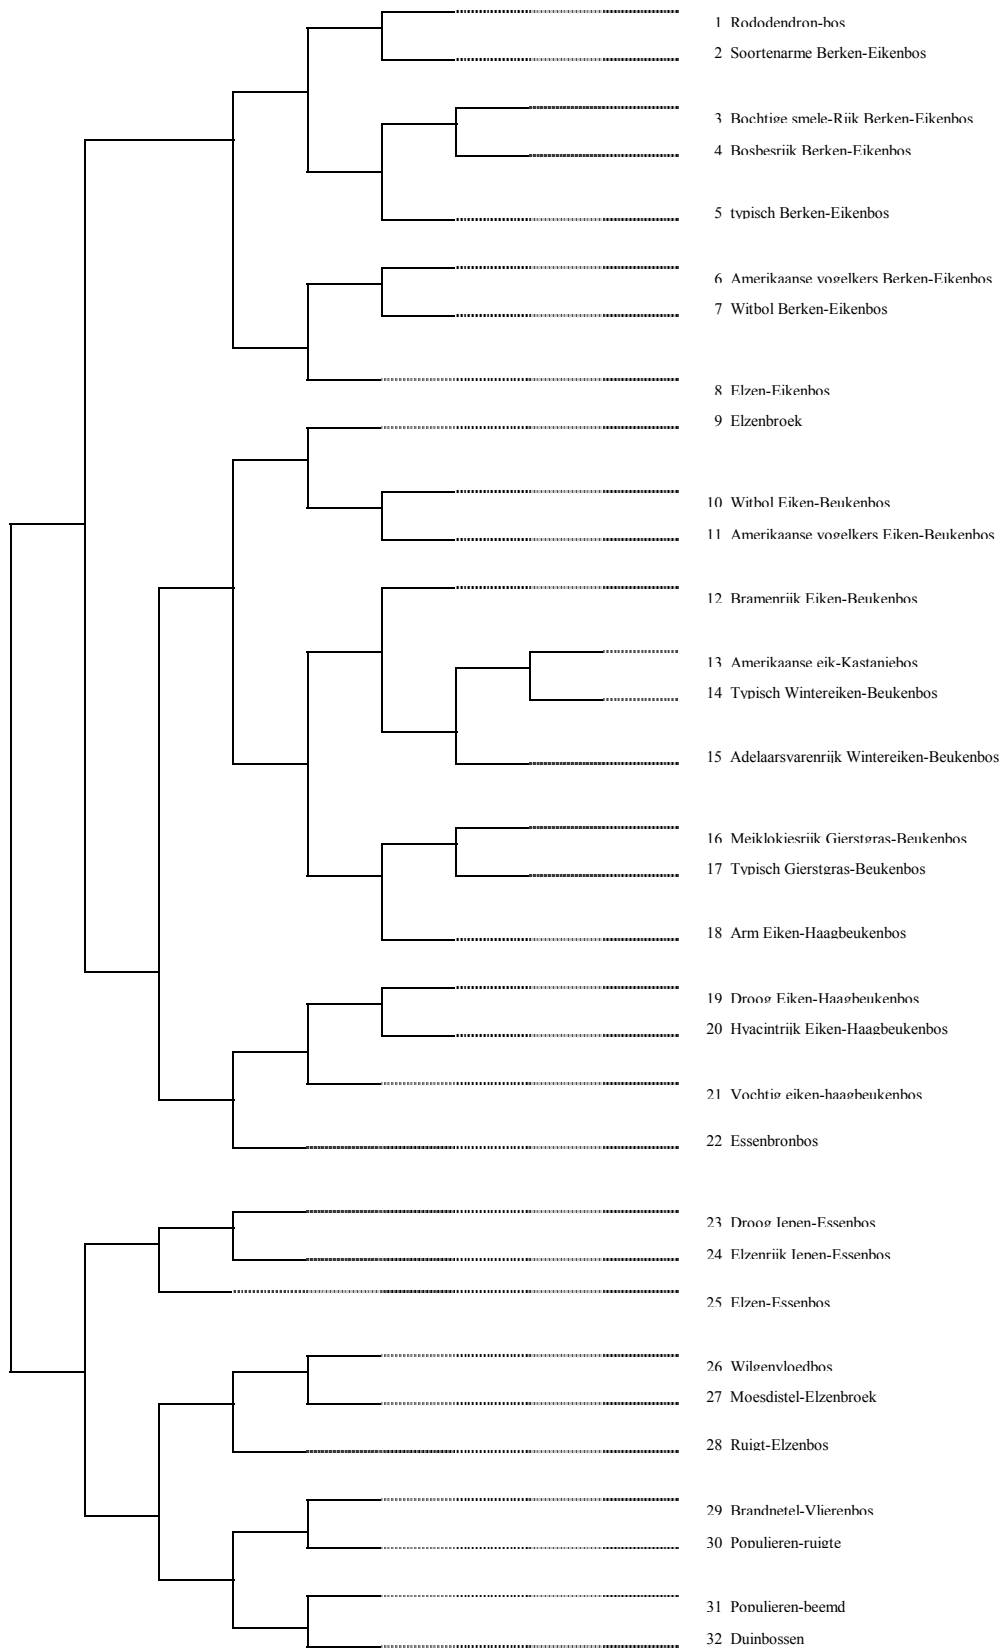 1 Rododendron-bos
2 Soortenarme Berken-Eikenbos
3 Bochtige smele-Rijk Berken-Eikenbos
4 Bosbesrijk Berken-Eikenbos
5 typisch Berken-Eikenbos
6 Amerikaanse vogelkers Berken-Eikenbos
7 Witbol Berken-Eikenbos
8 Elzen-Eikenbos
9 Elzenbroek
10 Witbol Eiken-Beukenbos
11 Amerikaanse vogelkers Eiken-Beukenbos
12 Bramenrijk Eiken-Beukenbos
13 Amerikaanse eik-Kastaniebos
14 Typisch Wintereiken-Beukenbos
15 Adelaarsvarenrijk Wintereiken-Beukenbos
16 Meiklokjesrijk Gierstgras-Beukenbos
17 Typisch Gierstgras-Beukenbos
18 Arm Eiken-Haagbeukenbos
19 Droog Eiken-Haagbeukenbos
20 Hyacintrijk Eiken-Haagbeukenbos
21 Vochtig eiken-haagbeukenbos
22 Essenbronbos
23 Droog Iepen-Essenbos
24 Elzenrijk Iepen-Essenbos
25 Elzen-Essenbos
26 Wilgenvloedbos
27 Moesdistel-Elzenbroek
28 Ruigt-Elzenbos
29 Brandnetel-Vlierenbos
30 Populieren-ruigte
31 Populieren-beemd
32 Duinbossen